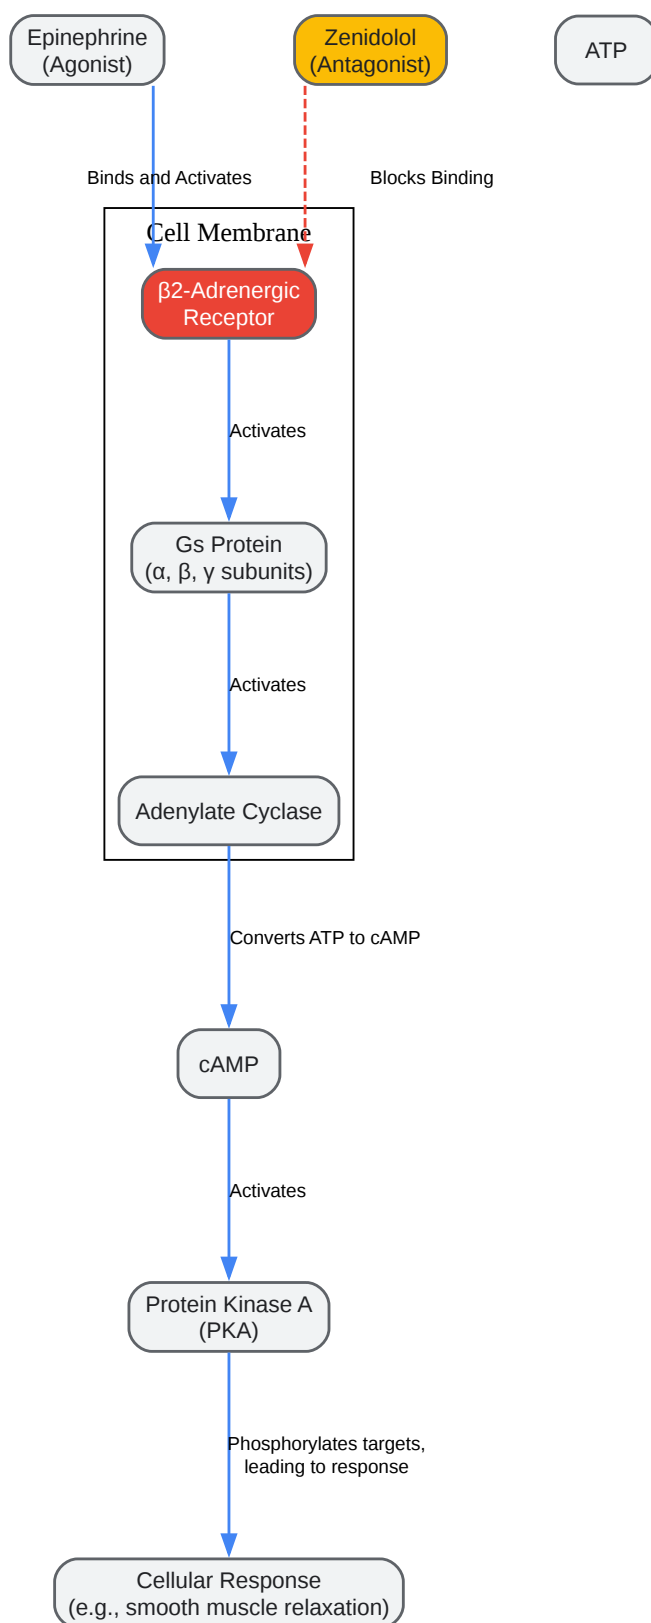 Epinephrine
(Agonist)
Zenidolol
(Antagonist)
ATP
Binds and Activates
Blocks Binding
Cell Membrane
β2-Adrenergic
Receptor
Activates
Gs Protein
(α, β, γ subunits)
Activates
Adenylate Cyclase
Converts ATP to cAMP
cAMP
Activates
Protein Kinase A
(PKA)
Phosphorylates targets,
leading to response
Cellular Response
(e.g., smooth muscle relaxation)